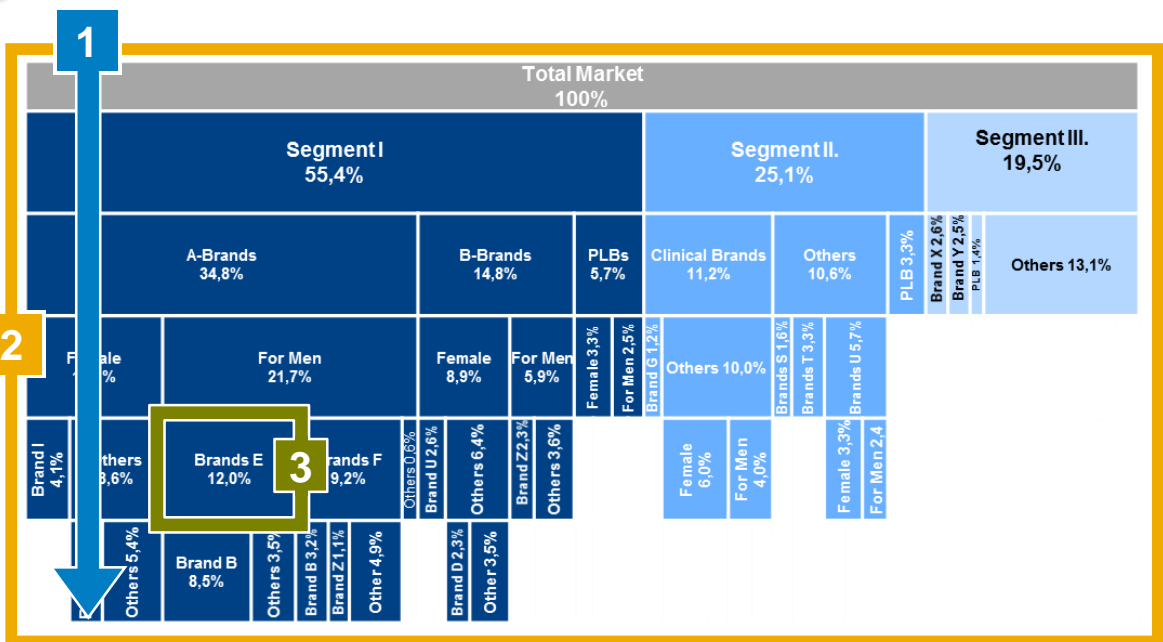 1
Total Market
100%
Segment I
55,4%
Segment II.
25,1%
Segment III.
19,5%
A-Brands
34,8%
B-Brands
14,8%
PLBs
5,7%
Clinical Brands
11,2%
Others
10,6%
PLB 3,3%
Brand X 2,6%
Brand Y 2,5%
PLB 1,4%
Others 13,1%
2
For Men
21,7%
Female
8,9%
For Men
5,9%
Female 3,3%
For Men 2,5%
Brand G 1,2%
Others 10,0%
Brands S 1,6%
Brands T 3,3%
Brands U 5,7%
Brand I
4,1%
Brands E
12,0%
3
9,2%
Others 0,6%
Brand U 2,6%
Others 6,4%
Brand Z 2,3%
Others 3,6%
Female
6,0%
For Men
4,0%
Female 3,3%
For Men 2,4
Others 5,4%
Brand B
8,5%
Others 3,5%
Brand B 3,2%
Brand Z 1,1%
Other 4,9%
Brand D 2,3%
Other 3,5%